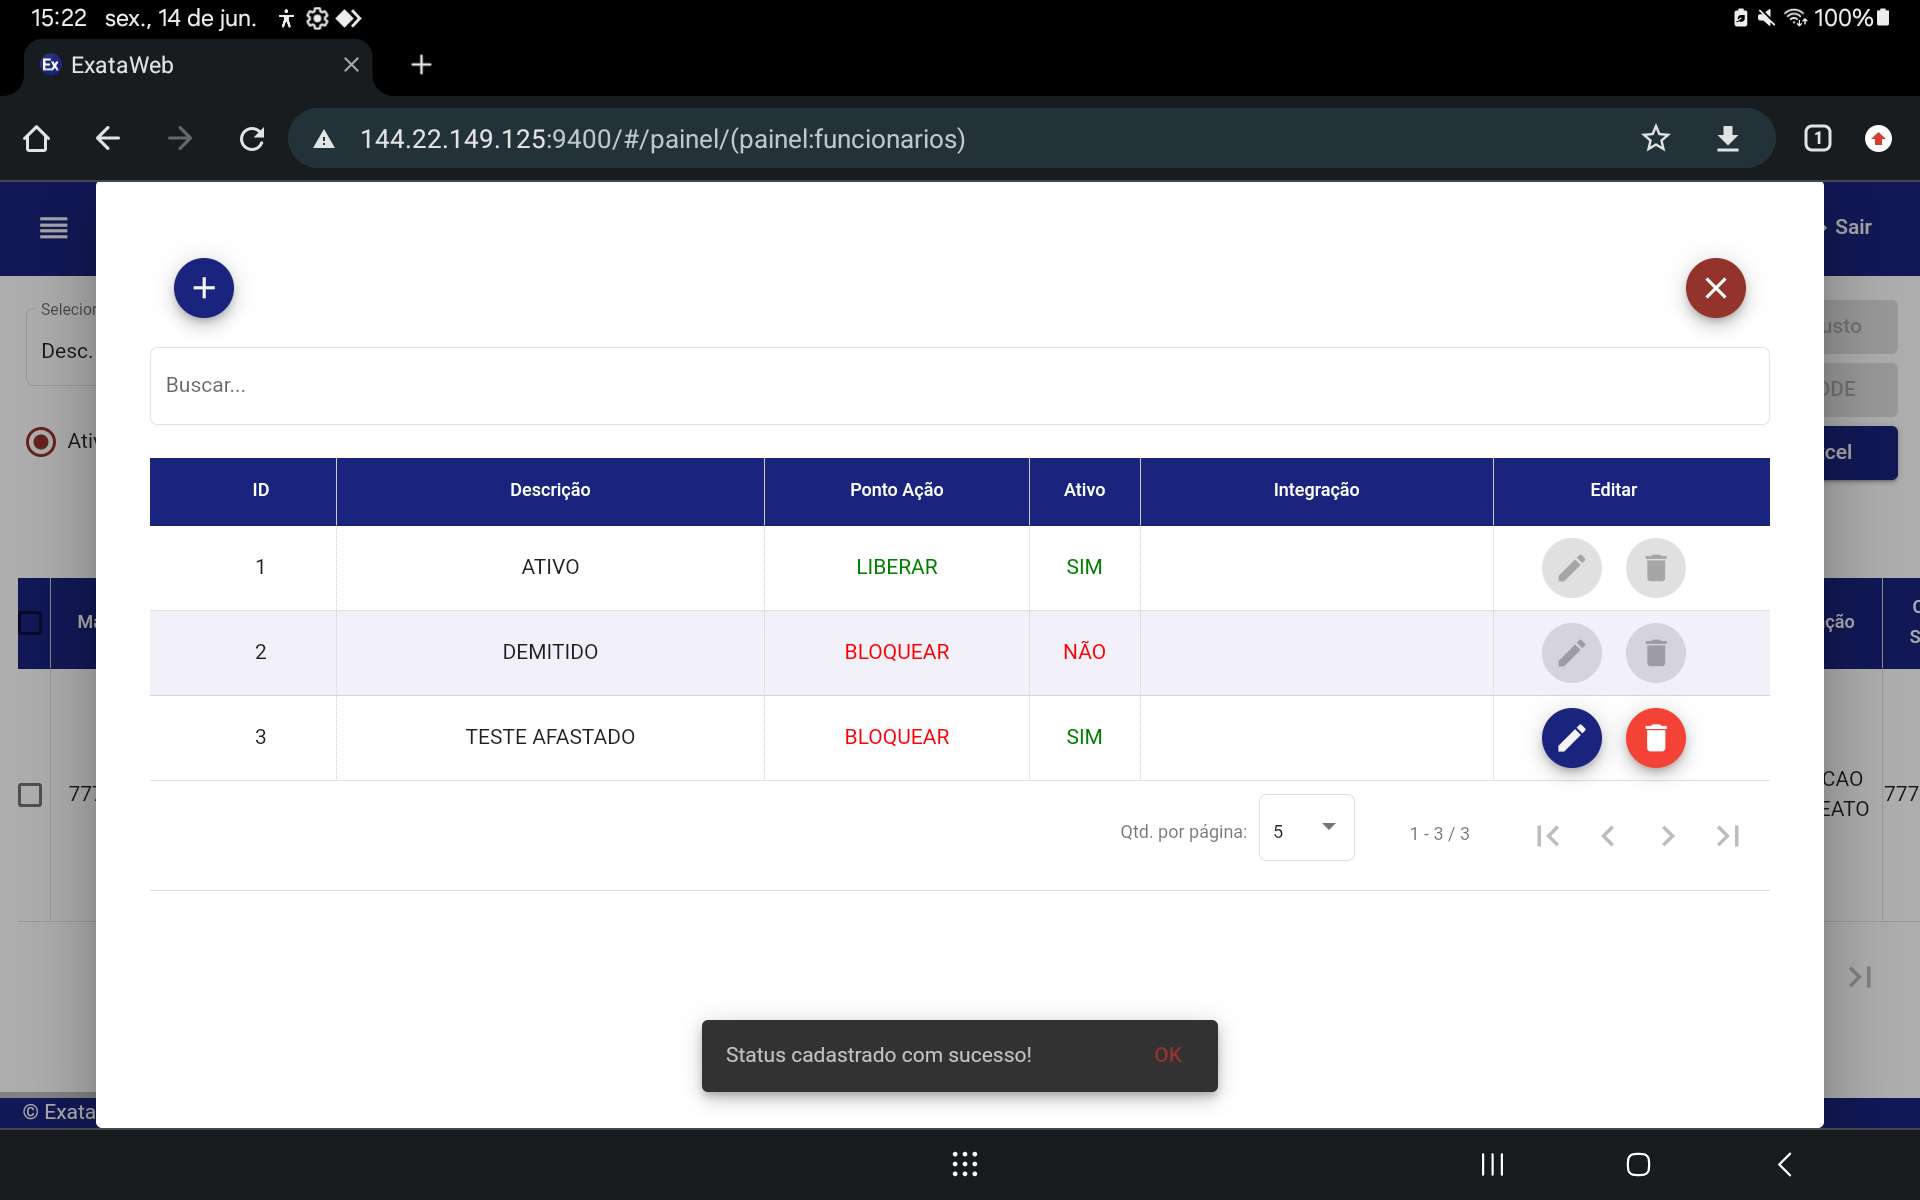 15:22 sex., 14 de jun. 100%
Ex ExataWeb
144.22.149.125:9400/#/painel/(painel:funcionarios) 1
Sair
Selecion
Desc.
usto
Buscar...
ODE
Ativ
cel
ID Descrição Ponto Ação Ativo Integração Editar
1 ATIVO LIBERAR SIM
2 DEMITIDO BLOQUEAR NÃO
3 TESTE AFASTADO BLOQUEAR SIM
Ma
ção
777
CAO 777
EATO
Qtd. por página: 5 1 - 3 / 3
Status cadastrado com sucesso! OK
© Exata